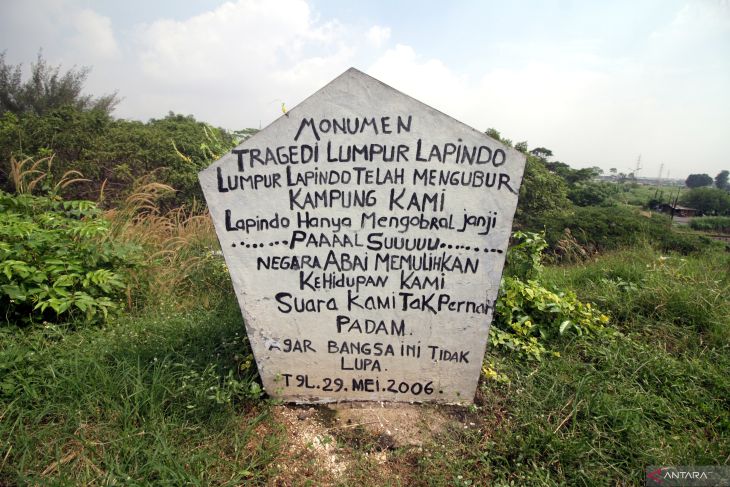 MONUMEN
TRAGEDI LUMPUR LAPINDO
LUMPUR LAPINDO TELAH MENGUBUR
KAMPUNG KAMI
Lapindo Hanya Mengobral janji
........PAAAAL SUUUUU........
NEGARA ABAI MEMULIHKAN
KEHIDUPAN KAMI
SUARA KAMI TAK PERNAH
PADAM.
AGAR BANGSA INI TIDAK
LUPA.
T9L. 29. MEI. 2006.
ANTARA